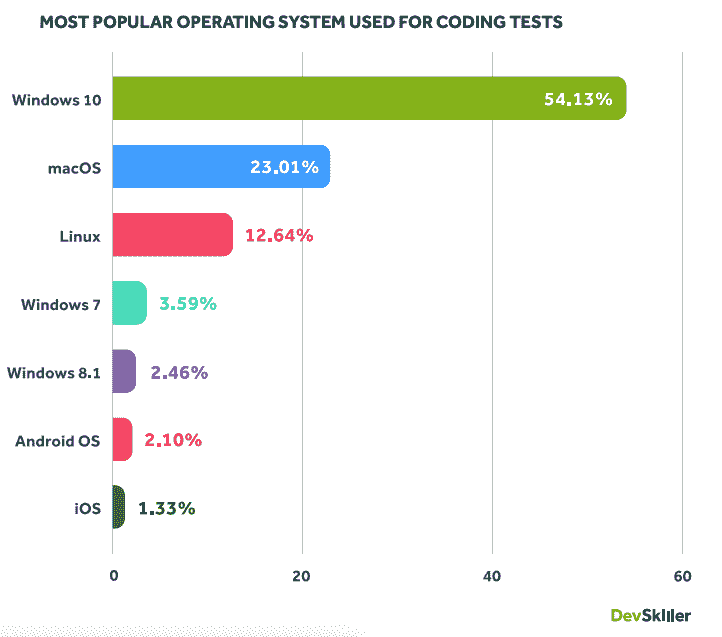 MOST POPULAR OPERATING SYSTEM USED FOR CODING TESTS
Windows 10 54.13%
macOS 23.01%
Linux 12.64%
Windows 7 3.59%
Windows 8.1 2.46%
Android OS 2.10%
iOS 1.33%
0 20 40 60
DevSkiller